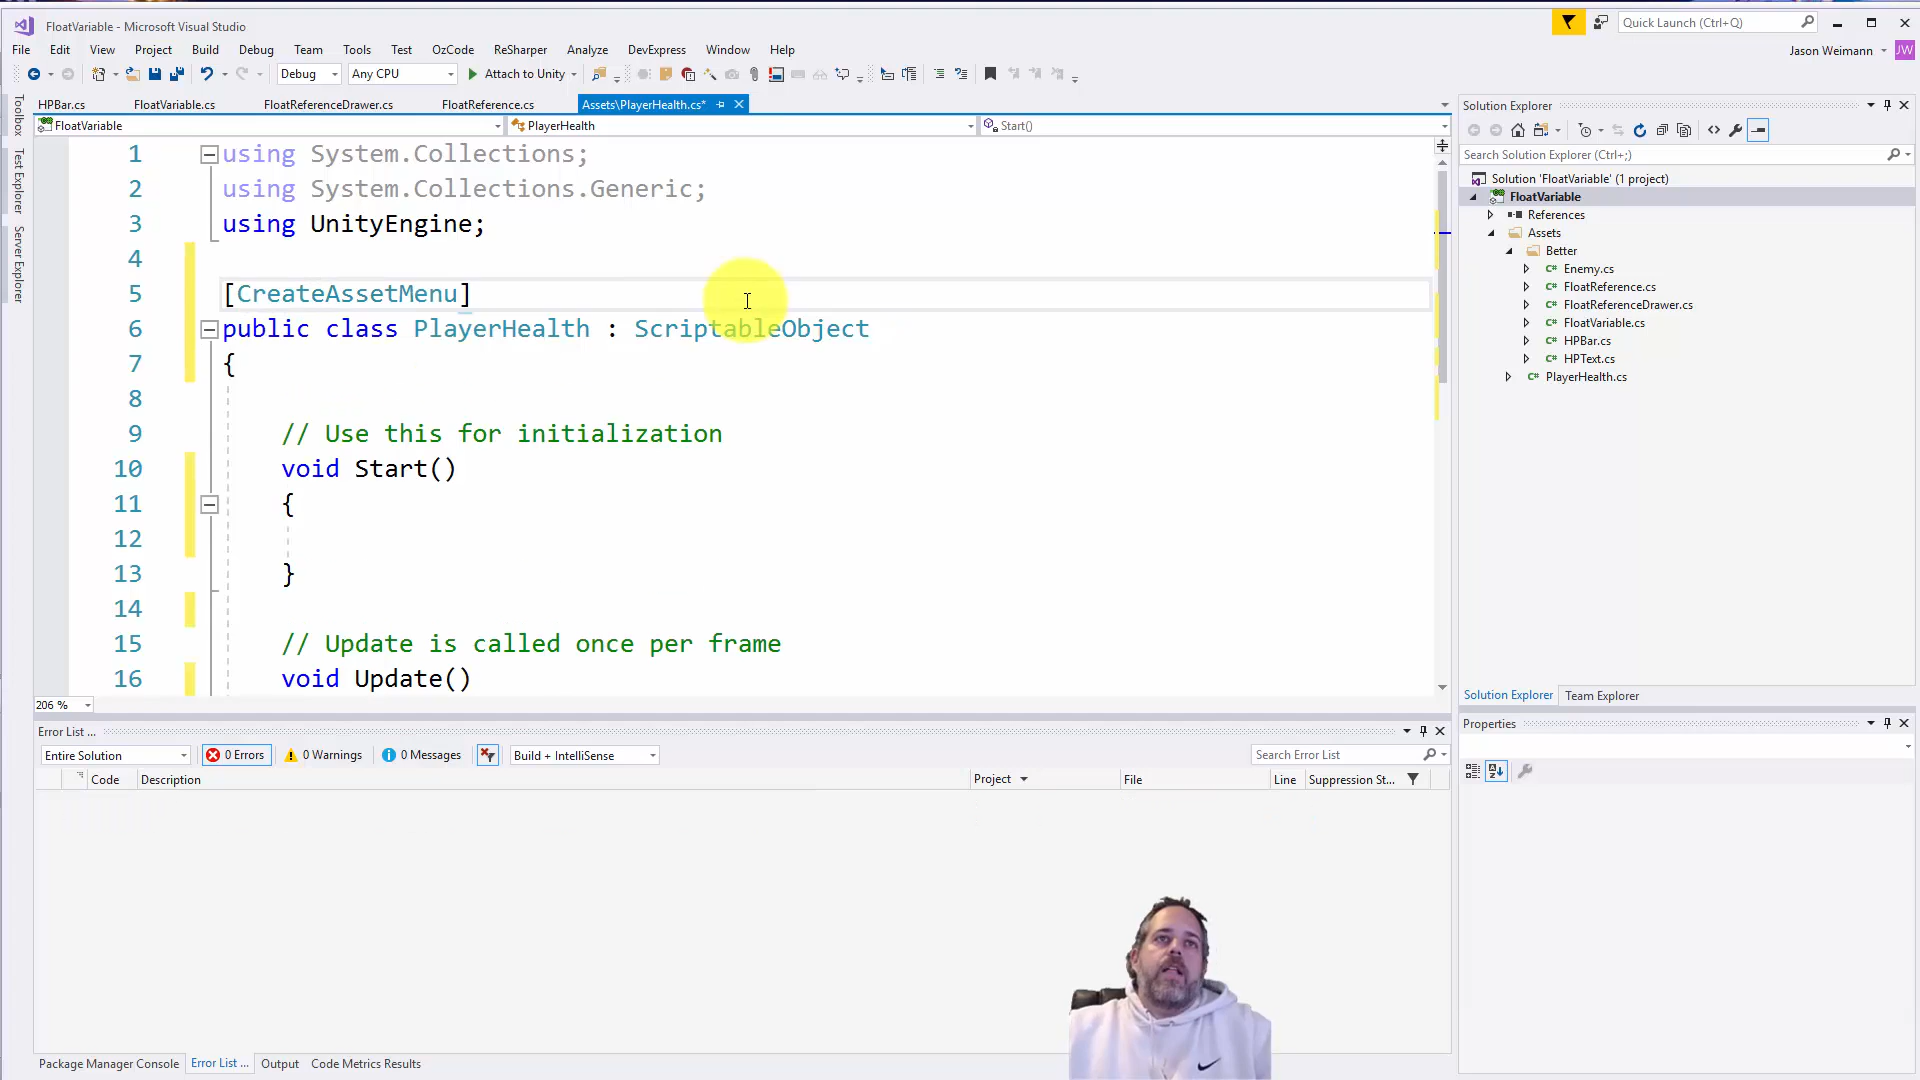 FloatVariable - Microsoft Visual Studio
Quick Launch (Ctrl+Q)
File Edit View Project Build Debug Team Tools Test OzCode ReSharper Analyze DevExpress Window Help
Jason Weimann JW
Debug Any CPU Attach to Unity
HPBar.cs FloatVariable.cs FloatReferenceDrawer.cs FloatReference.cs Assets\PlayerHealth.cs*
FloatVariable PlayerHealth Start()
Toolbox
Test Explorer
Server Explorer
1 using System.Collections;
2 using System.Collections.Generic;
3 using UnityEngine;
4
5 [CreateAssetMenu]
6 public class PlayerHealth : ScriptableObject
7 {
8
9 // Use this for initialization
10 void Start()
11 {
12
13 }
14
15 // Update is called once per frame
16 void Update()
206 %
Solution Explorer
Search Solution Explorer (Ctrl+;)
Solution 'FloatVariable' (1 project)
FloatVariable
References
Assets
Better
C# Enemy.cs
C# FloatReference.cs
C# FloatReferenceDrawer.cs
C# FloatVariable.cs
C# HPBar.cs
C# HPText.cs
C# PlayerHealth.cs
Solution Explorer Team Explorer
Properties
Error List ...
Entire Solution 0 Errors 0 Warnings 0 Messages Build + IntelliSense Search Error List
Code Description Project File Line Suppression St...
Package Manager Console Error List ... Output Code Metrics Results